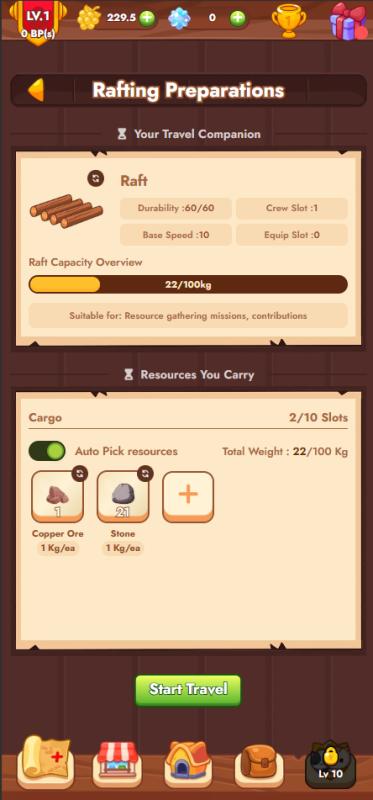 LV.1
0 BP(s)
229.5
0
Rafting Preparations
Your Travel Companion
Raft
Durability :60/60
Crew Slot :1
Base Speed :10
Equip Slot :0
Raft Capacity Overview
22/100kg
Suitable for: Resource gathering missions, contributions
Resources You Carry
Cargo
2/10 Slots
Auto Pick resources
Total Weight : 22/100 Kg
1
21
Copper Ore
Stone
1 Kg/ea
1 Kg/ea
Start Travel
Lv 10